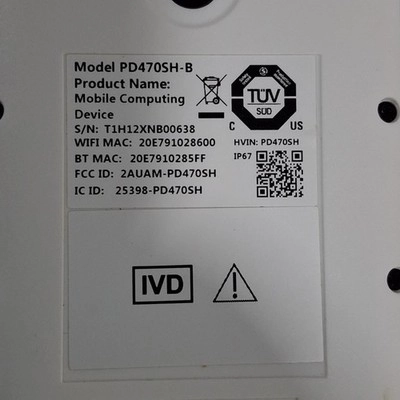 Model PD470SH-B
Product Name:
Mobile Computing
Device
S/N: T1H12XNB00638
WIFI MAC: 20E791028600
BT MAC: 20E7910285FF
FCC ID: 2AUAM-PD470SH
IC ID: 25398-PD470SH
TÜV
SÜD
C US
HVIN: PD470SH
IP67
IVD